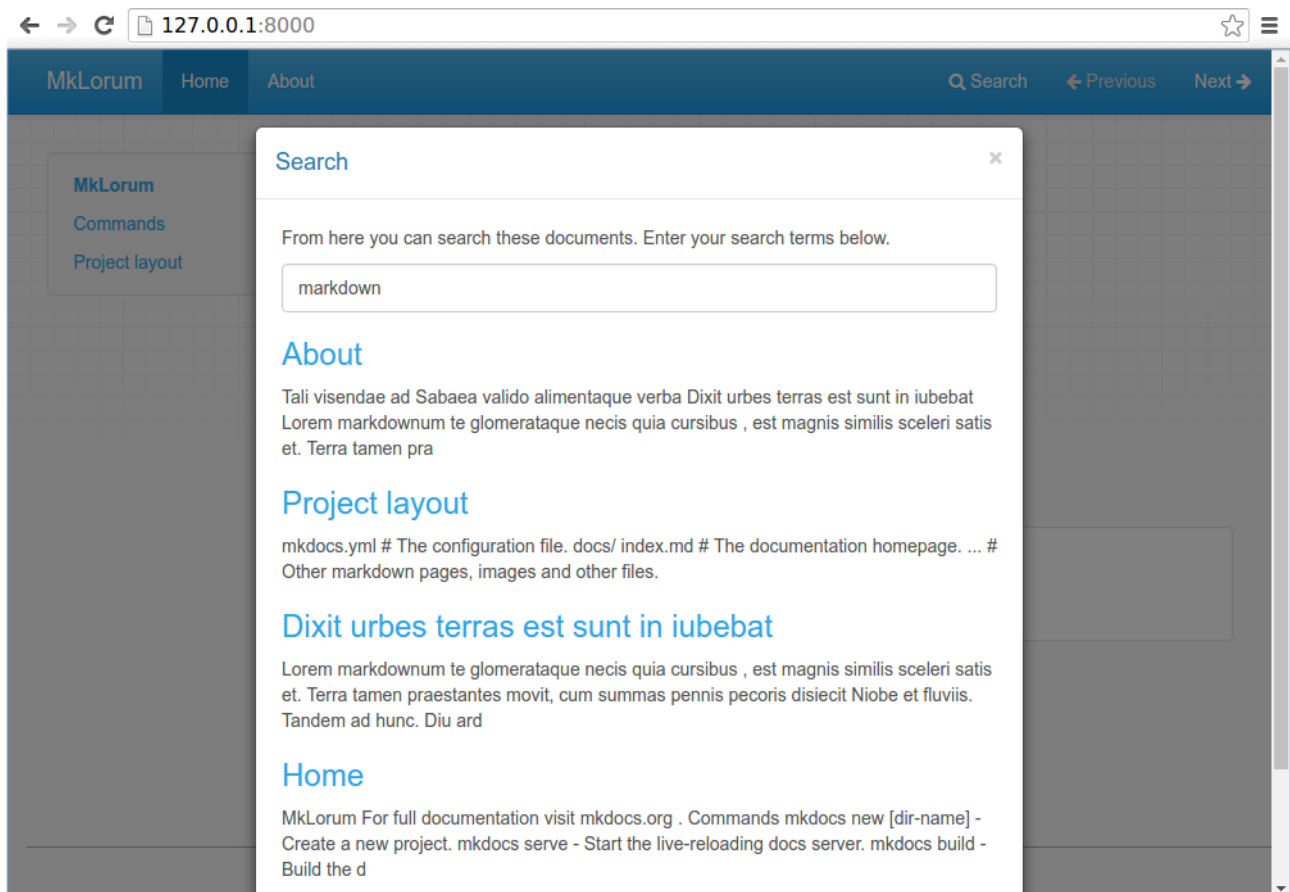 127.0.0.1:8000
MkLorum Home About Search Previous Next
MkLorum
Commands
Project layout
Search ×
From here you can search these documents. Enter your search terms below.
markdown
About
Tali visendae ad Sabaea valido alimentaque verba Dixit urbes terras est sunt in iubebat
Lorem markdownum te glomerataque necis quia cursibus , est magnis similis sceleri satis
et. Terra tamen pra
Project layout
mkdocs.yml # The configuration file. docs/ index.md # The documentation homepage. ... #
Other markdown pages, images and other files.
Dixit urbes terras est sunt in iubebat
Lorem markdownum te glomerataque necis quia cursibus , est magnis similis sceleri satis
et. Terra tamen praestantes movit, cum summas pennis pecoris disiecit Niobe et fluviis.
Tandem ad hunc. Diu ard
Home
MkLorum For full documentation visit mkdocs.org . Commands mkdocs new [dir-name] -
Create a new project. mkdocs serve - Start the live-reloading docs server. mkdocs build -
Build the d